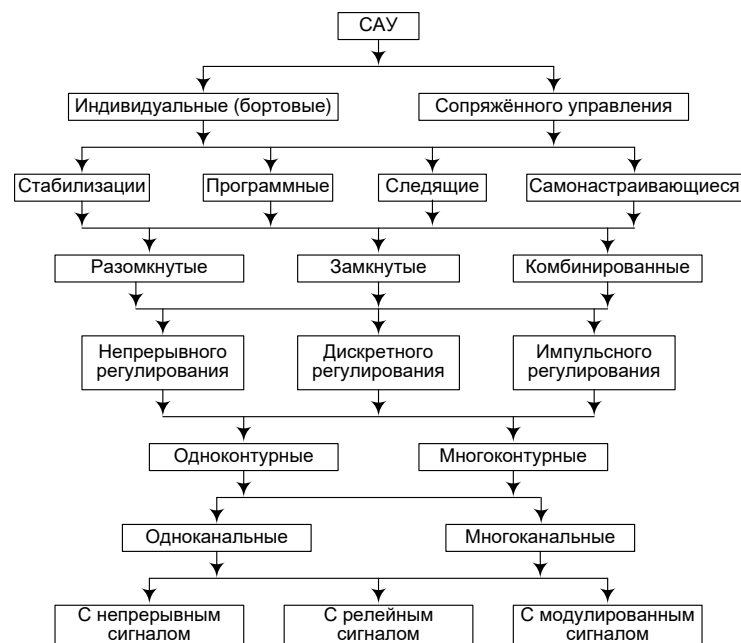 САУ
Индивидуальные (бортовые)
Сопряжённого управления
Стабилизации
Программные
Следящие
Самонастраивающиеся
Разомкнутые
Замкнутые
Комбинированные
Непрерывного
регулирования
Дискретного
регулирования
Импульсного
регулирования
Одноконтурные
Многоконтурные
Одноканальные
Многоканальные
С непрерывным
сигналом
С релейным
сигналом
С модулированным
сигналом